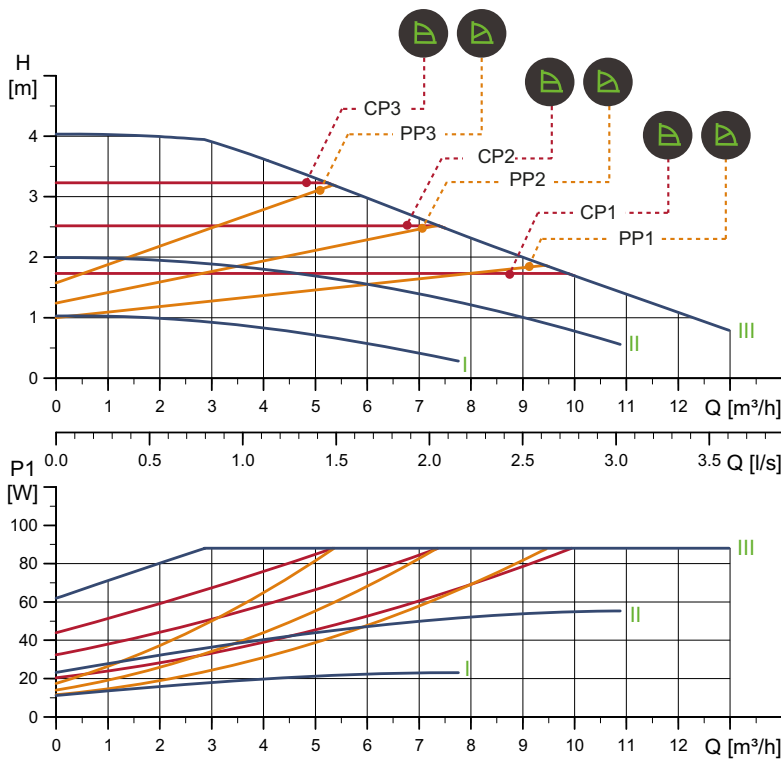 H
[m]
CP3
PP3
CP2
PP2
CP1
PP1
4
3
2
1
0
I
II
III
0 1 2 3 4 5 6 7 8 9 10 11 12 Q [m³/h]
0.0 0.5 1.0 1.5 2.0 2.5 3.0 3.5 Q [l/s]
P1
[W]
100
80
60
40
20
0
III
II
I
0 1 2 3 4 5 6 7 8 9 10 11 12 Q [m³/h]